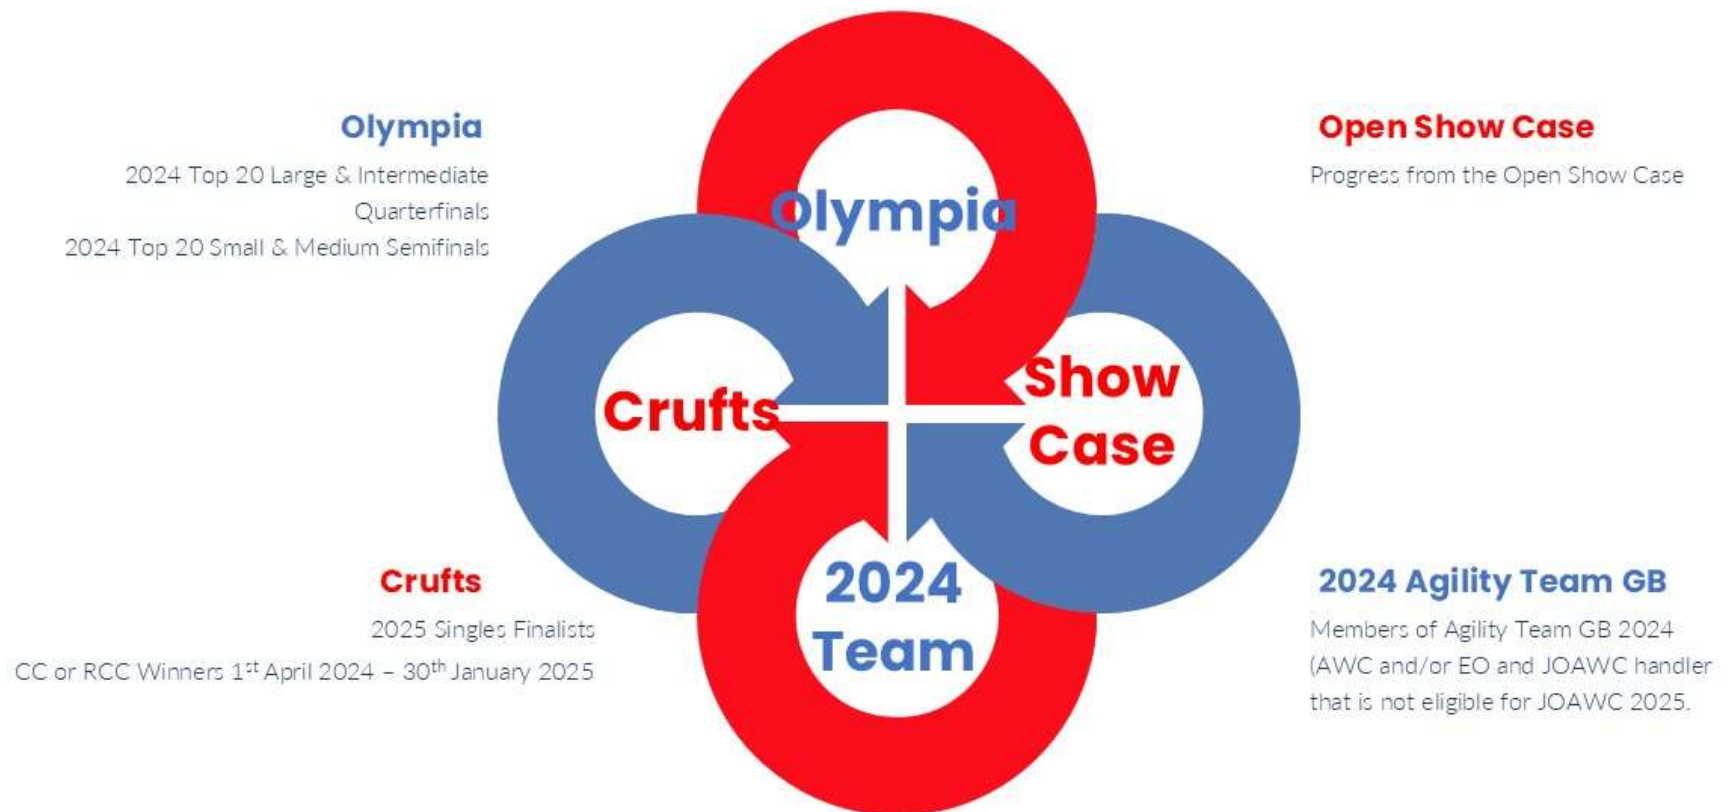 Olympia
2024 Top 20 Large & Intermediate
Quarterfinals
2024 Top 20 Small & Medium Semifinals
Open Show Case
Progress from the Open Show Case
Olympia
Crufts
Show
Case
2024
Team
Crufts
2025 Singles Finalists
CC or RCC Winners 1st April 2024 – 30th January 2025
2024 Agility Team GB
Members of Agility Team GB 2024
(AWC and/or EO and JOAWC handler
that is not eligible for JOAWC 2025.